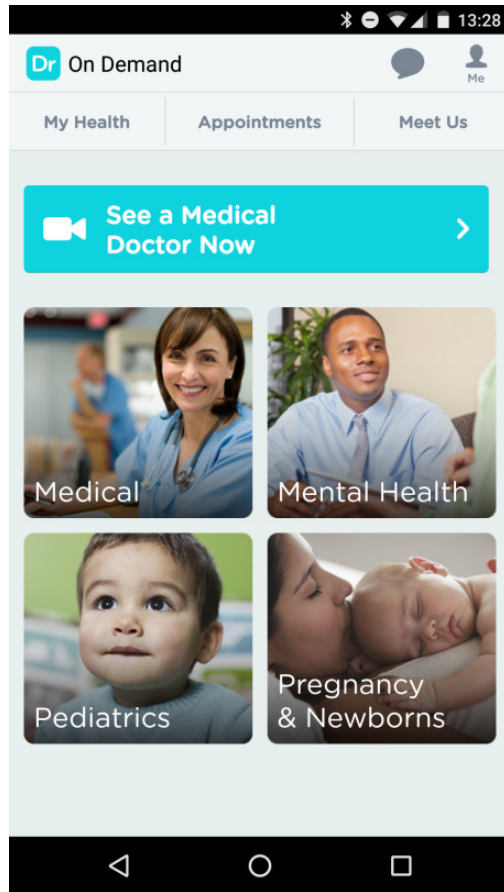 13:28
Dr On Demand
Me
My Health Appointments Meet Us
See a Medical
Doctor Now
Medical
Mental Health
Pediatrics
Pregnancy
& Newborns